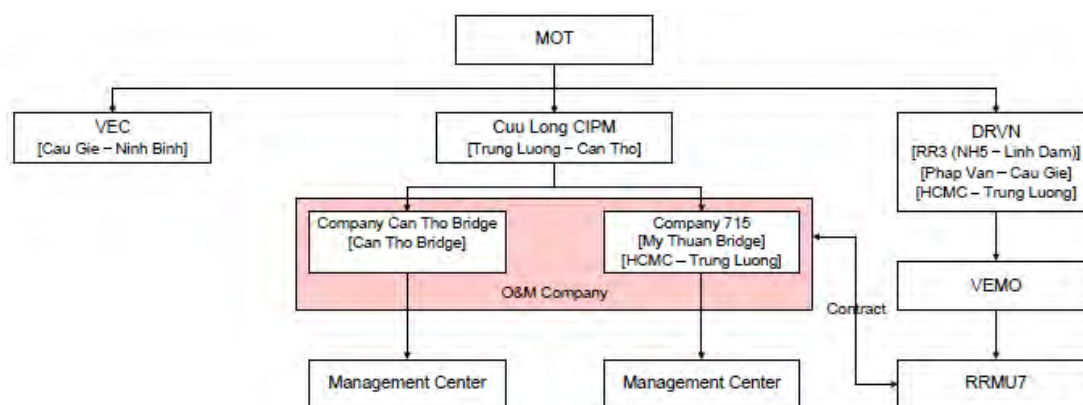 MOT
VEC
[Cau Gie – Ninh Binh]
Cuu Long CIPM
[Trung Luong – Can Tho]
DRVN
[RR3 (NH5 – Linh Dam)]
[Phap Van – Cau Gie]
[HCMC – Trung Luong]
Company Can Tho Bridge
[Can Tho Bridge]
Company 715
[My Thuan Bridge]
[HCMC – Trung Luong]
O&M Company
VEMO
Contract
Management Center
Management Center
RRMU7